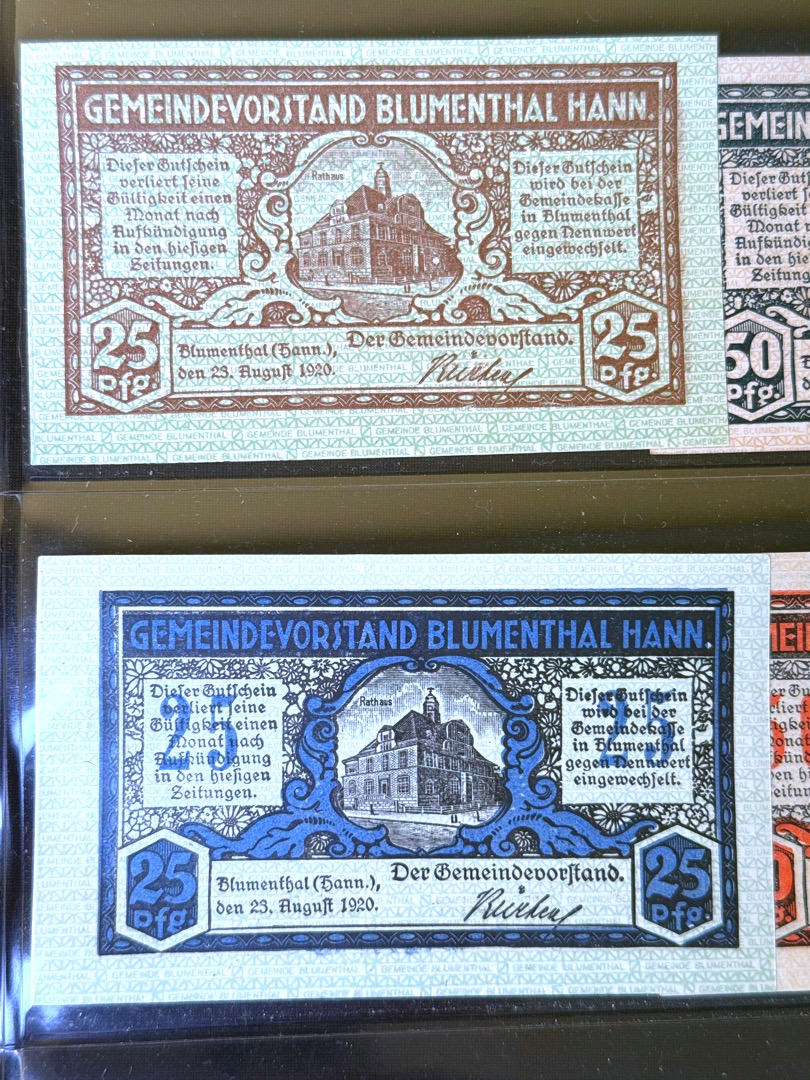 GEMEINDEVORSTAND BLUMENTHAL HANN.
Dieser Gutschein
verliert seine
Gültigkeit einen
Monat nach
Aufkündigung
in den hiesigen
Zeitungen.
Rathaus
Dieser Gutschein
wird bei der
Gemeindekasse
in Blumenthal
gegen Nennwert
eingewechselt.
25
Pfg.
Blumenthal (Hann.),
den 23. August 1920.
Der Gemeindevorstand.
25
Pfg.
GEMEINDE BLUMENTHAL
50
Pfg.
GEMEINDEVORSTAND BLUMENTHAL HANN.
Dieser Gutschein
verliert seine
Gültigkeit einen
Monat nach
Aufkündigung
in den hiesigen
Zeitungen.
25
Rathaus
Dieser Gutschein
wird bei der
Gemeindekasse
in Blumenthal
gegen Nennwert
eingewechselt.
25
25
Pfg.
Blumenthal (Hann.),
den 23. August 1920.
Der Gemeindevorstand.
25
Pfg.
GEMEINDE BLUMENTHAL